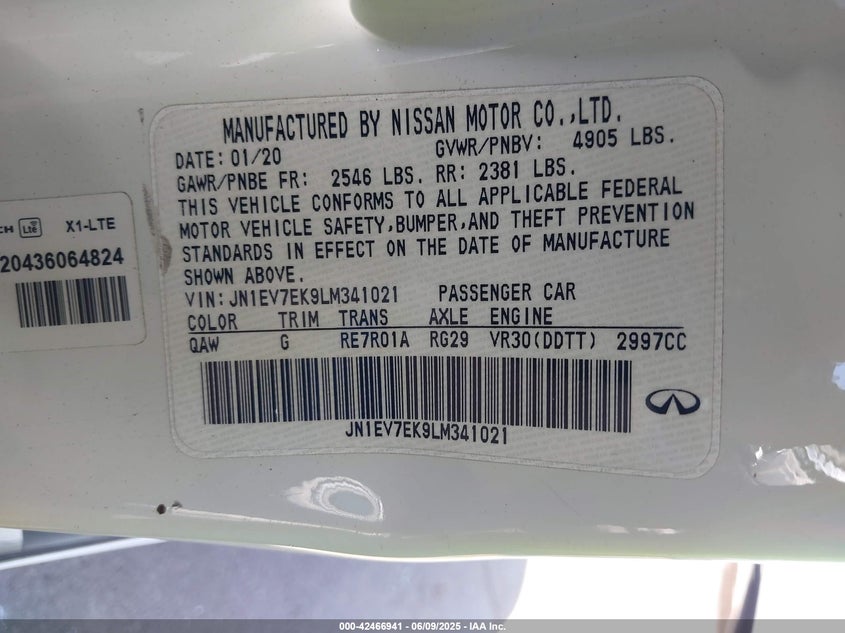 MANUFACTURED BY NISSAN MOTOR CO.,LTD.
DATE: 01/20 GVWR/PNBV: 4905 LBS.
GAWR/PNBE FR: 2546 LBS. RR: 2381 LBS.
THIS VEHICLE CONFORMS TO ALL APPLICABLE FEDERAL
MOTOR VEHICLE SAFETY,BUMPER,AND THEFT PREVENTION
STANDARDS IN EFFECT ON THE DATE OF MANUFACTURE
SHOWN ABOVE.
VIN: JN1EV7EK9LM341021 PASSENGER CAR
COLOR TRIM TRANS AXLE ENGINE
QAW G RE7R01A RG29 VR30(DDTT) 2997CC
JN1EV7EK9LM341021
X1-LTE
20436064824
000-42466941 - 06/09/2025 - IAA Inc.